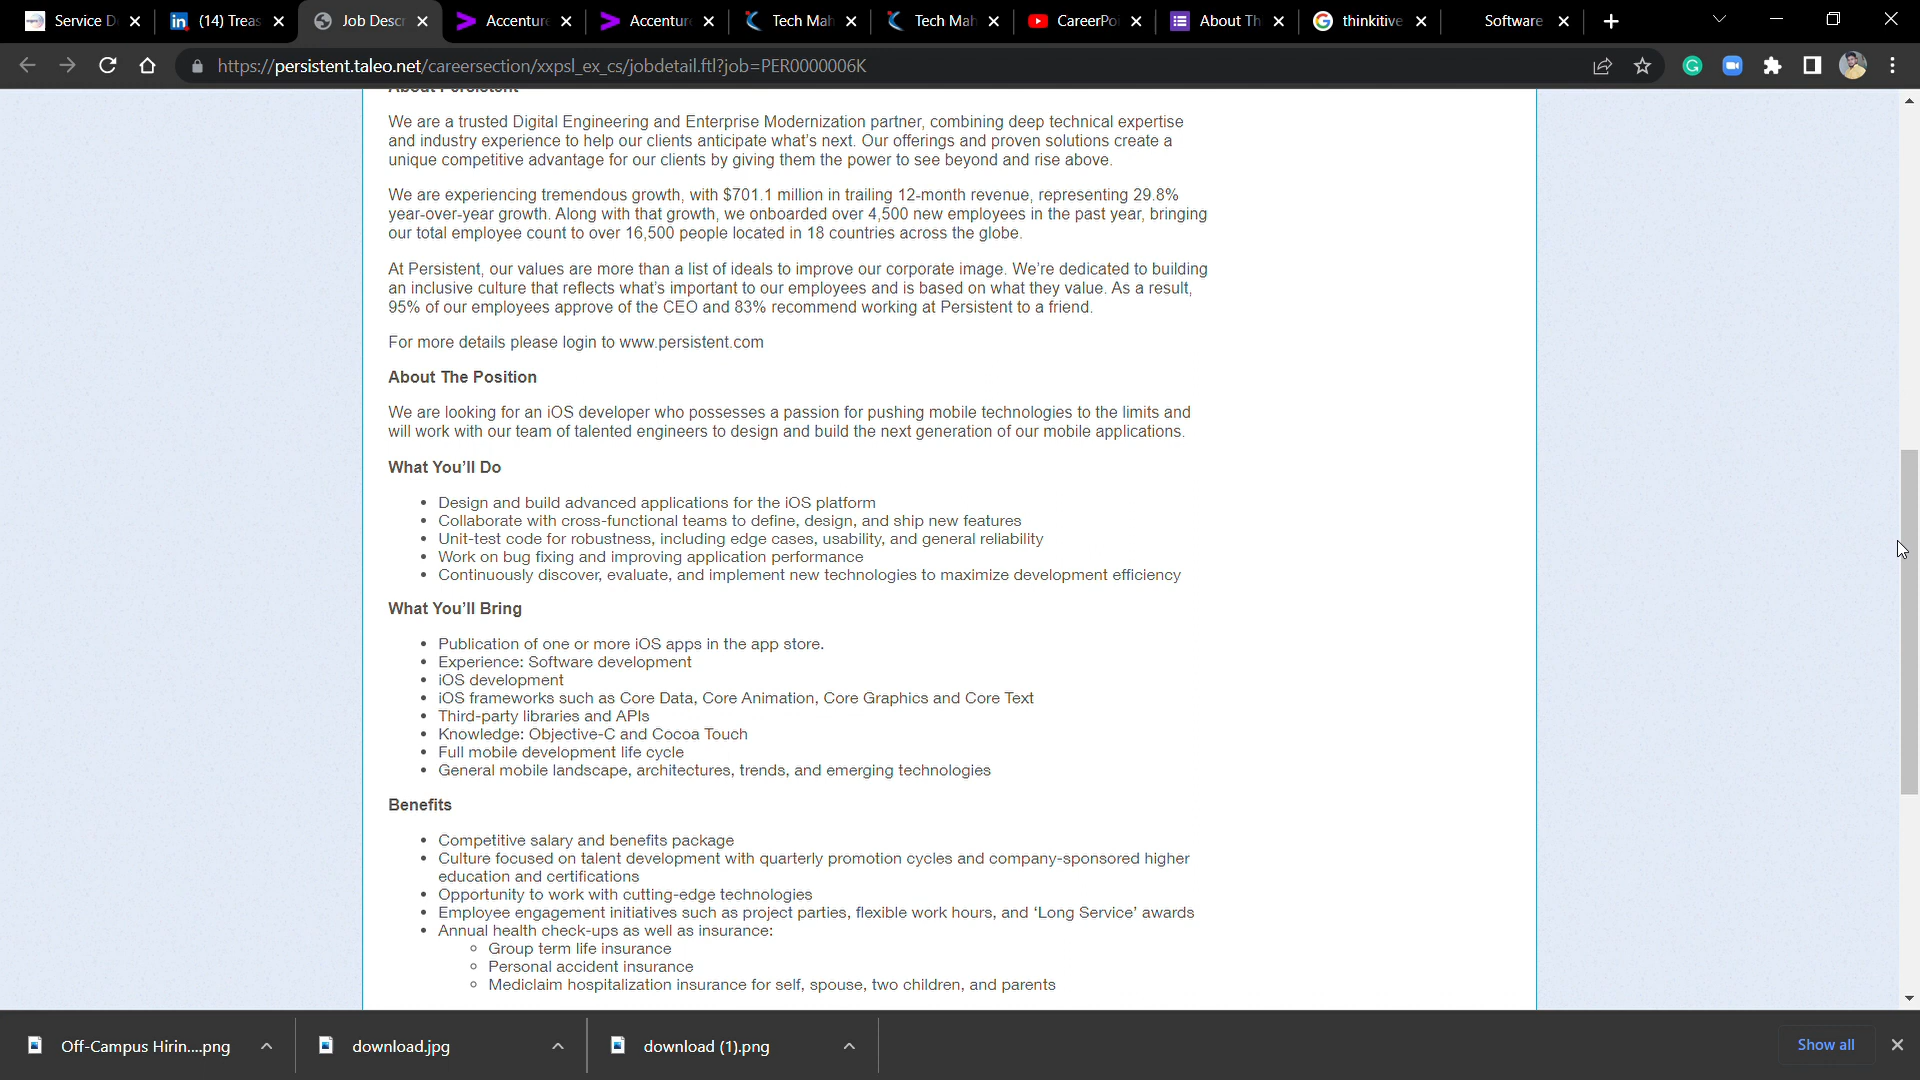 Service D
(14) Treas
Job Descr
Accenture
Accenture
Tech Mah
Tech Mah
CareerPo
About Th
thinkitive
Software
https://persistent.taleo.net/careersection/xxpsl_ex_cs/jobdetail.ftl?job=PER0000006K
About Persistent
We are a trusted Digital Engineering and Enterprise Modernization partner, combining deep technical expertise
and industry experience to help our clients anticipate what’s next. Our offerings and proven solutions create a
unique competitive advantage for our clients by giving them the power to see beyond and rise above.
We are experiencing tremendous growth, with $701.1 million in trailing 12-month revenue, representing 29.8%
year-over-year growth. Along with that growth, we onboarded over 4,500 new employees in the past year, bringing
our total employee count to over 16,500 people located in 18 countries across the globe.
At Persistent, our values are more than a list of ideals to improve our corporate image. We’re dedicated to building
an inclusive culture that reflects what’s important to our employees and is based on what they value. As a result,
95% of our employees approve of the CEO and 83% recommend working at Persistent to a friend.
For more details please login to www.persistent.com
About The Position
We are looking for an iOS developer who possesses a passion for pushing mobile technologies to the limits and
will work with our team of talented engineers to design and build the next generation of our mobile applications.
What You’ll Do
• Design and build advanced applications for the iOS platform
• Collaborate with cross-functional teams to define, design, and ship new features
• Unit-test code for robustness, including edge cases, usability, and general reliability
• Work on bug fixing and improving application performance
• Continuously discover, evaluate, and implement new technologies to maximize development efficiency
What You’ll Bring
• Publication of one or more iOS apps in the app store.
• Experience: Software development
• iOS development
• iOS frameworks such as Core Data, Core Animation, Core Graphics and Core Text
• Third-party libraries and APIs
• Knowledge: Objective-C and Cocoa Touch
• Full mobile development life cycle
• General mobile landscape, architectures, trends, and emerging technologies
Benefits
• Competitive salary and benefits package
• Culture focused on talent development with quarterly promotion cycles and company-sponsored higher
education and certifications
• Opportunity to work with cutting-edge technologies
• Employee engagement initiatives such as project parties, flexible work hours, and ‘Long Service’ awards
• Annual health check-ups as well as insurance:
◦ Group term life insurance
◦ Personal accident insurance
◦ Mediclaim hospitalization insurance for self, spouse, two children, and parents
Off-Campus Hirin....png
download.jpg
download (1).png
Show all